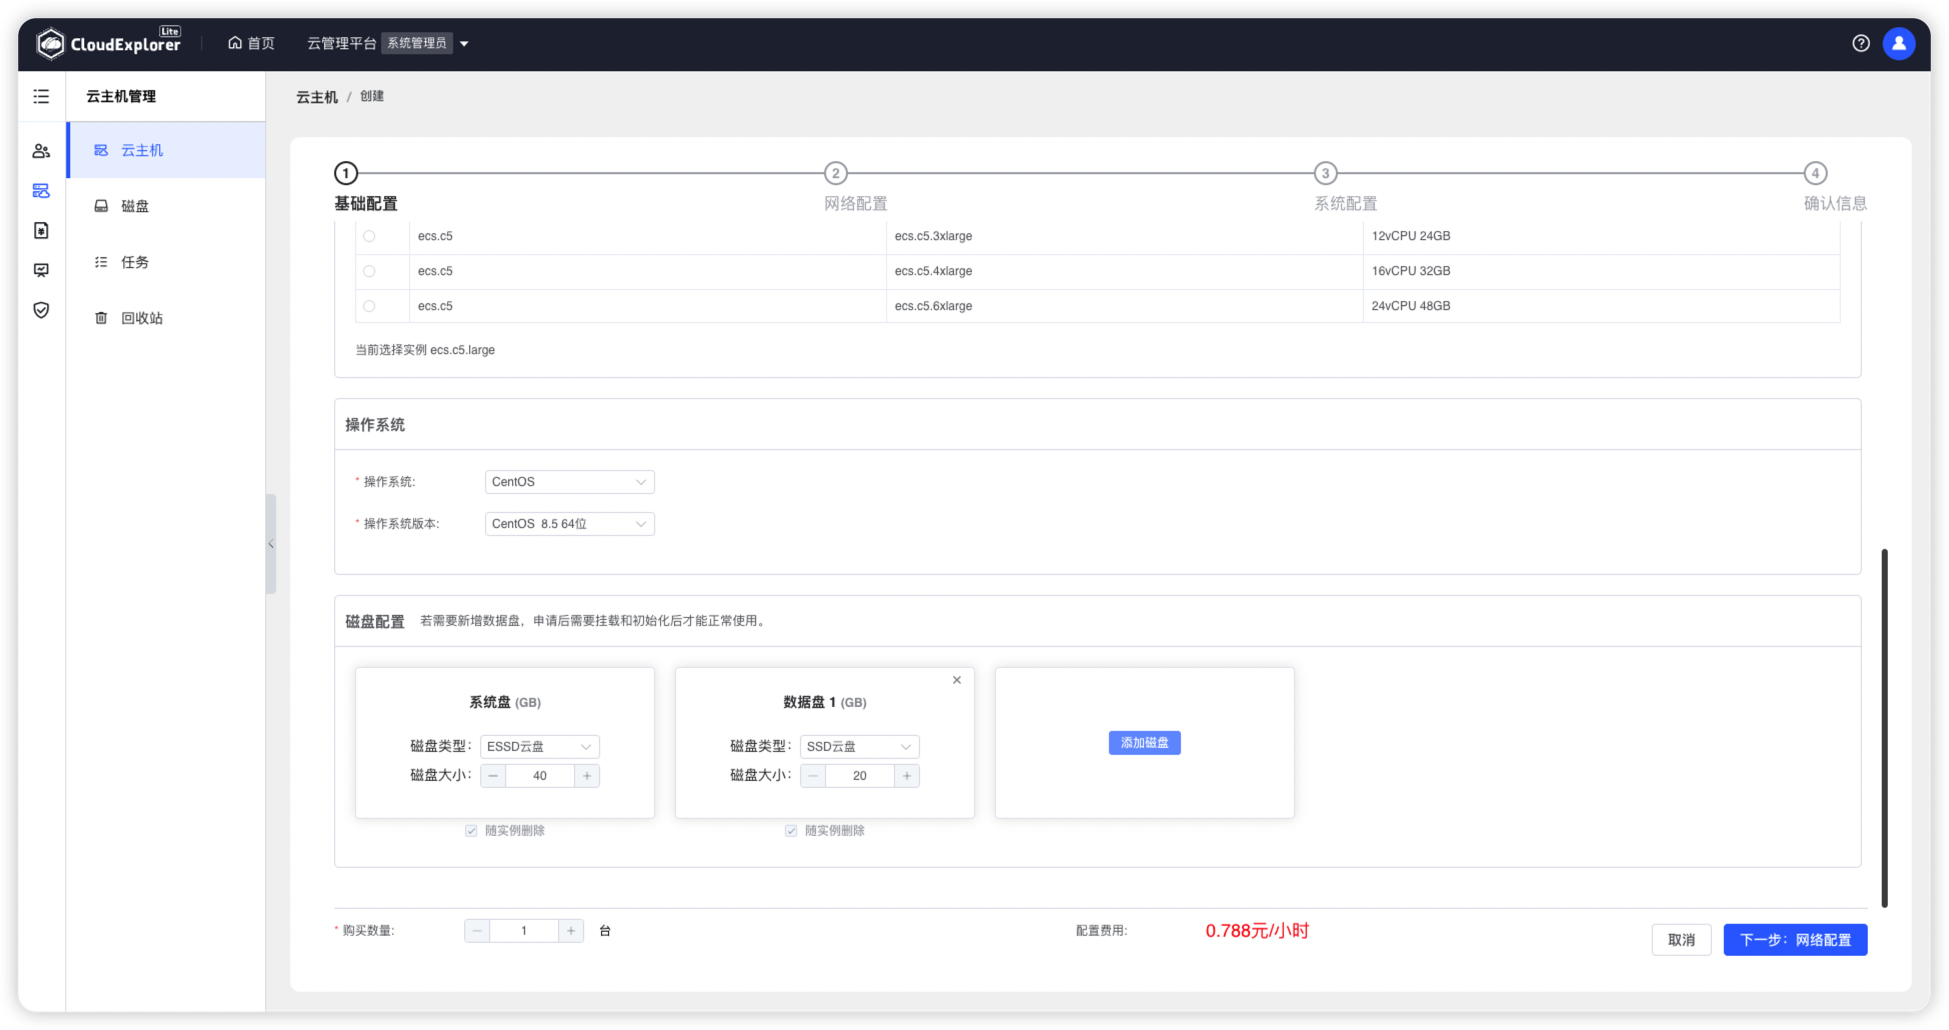 CloudExplorer Lite 首页 云管理平台 系统管理员
云主机管理
云主机
磁盘
任务
回收站
云主机 / 创建
1 2 3 4
基础配置 网络配置 系统配置 确认信息
ecs.c5 ecs.c5.3xlarge 12vCPU 24GB
ecs.c5 ecs.c5.4xlarge 16vCPU 32GB
ecs.c5 ecs.c5.6xlarge 24vCPU 48GB
当前选择实例 ecs.c5.large
操作系统
* 操作系统: CentOS
* 操作系统版本: CentOS 8.5 64位
磁盘配置 若需要新增数据盘，申请后需要挂载和初始化后才能正常使用。
系统盘 (GB)
磁盘类型: ESSD云盘
磁盘大小: 40
随实例删除
数据盘 1 (GB)
磁盘类型: SSD云盘
磁盘大小: 20
随实例删除
添加磁盘
* 购买数量: 1 台 配置费用: 0.788元/小时 取消 下一步：网络配置